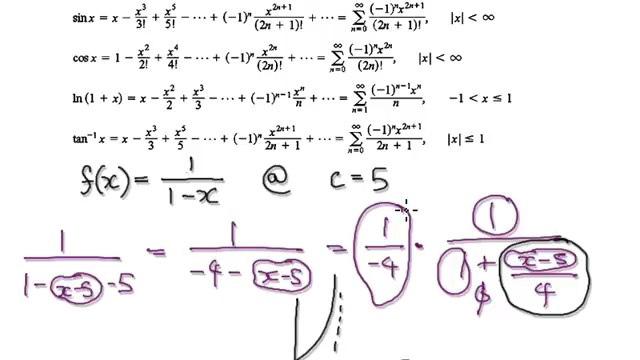 sin x = x − x³/3! + x⁵/5! − ⋯ + (−1)ⁿ x²ⁿ⁺¹/(2n + 1)! + ⋯ = ∑ₙ₌₀^∞ (−1)ⁿx²ⁿ⁺¹/(2n + 1)!, |x| < ∞
cos x = 1 − x²/2! + x⁴/4! − ⋯ + (−1)ⁿ x²ⁿ/(2n)! + ⋯ = ∑ₙ₌₀^∞ (−1)ⁿx²ⁿ/(2n)!, |x| < ∞
ln (1 + x) = x − x²/2 + x³/3 − ⋯ + (−1)ⁿ⁻¹ xⁿ/n + ⋯ = ∑ₙ₌₁^∞ (−1)ⁿ⁻¹xⁿ/n, −1 < x ≤ 1
tan⁻¹ x = x − x³/3 + x⁵/5 − ⋯ + (−1)ⁿ x²ⁿ⁺¹/2n + 1 + ⋯ = ∑ₙ₌₀^∞ (−1)ⁿx²ⁿ⁺¹/2n + 1, |x| ≤ 1
f(x) = 1/1−x @ c = 5
1/1−x−5−5 = 1/−4−x−5 = 1/−4 · 1/1+x−5/4